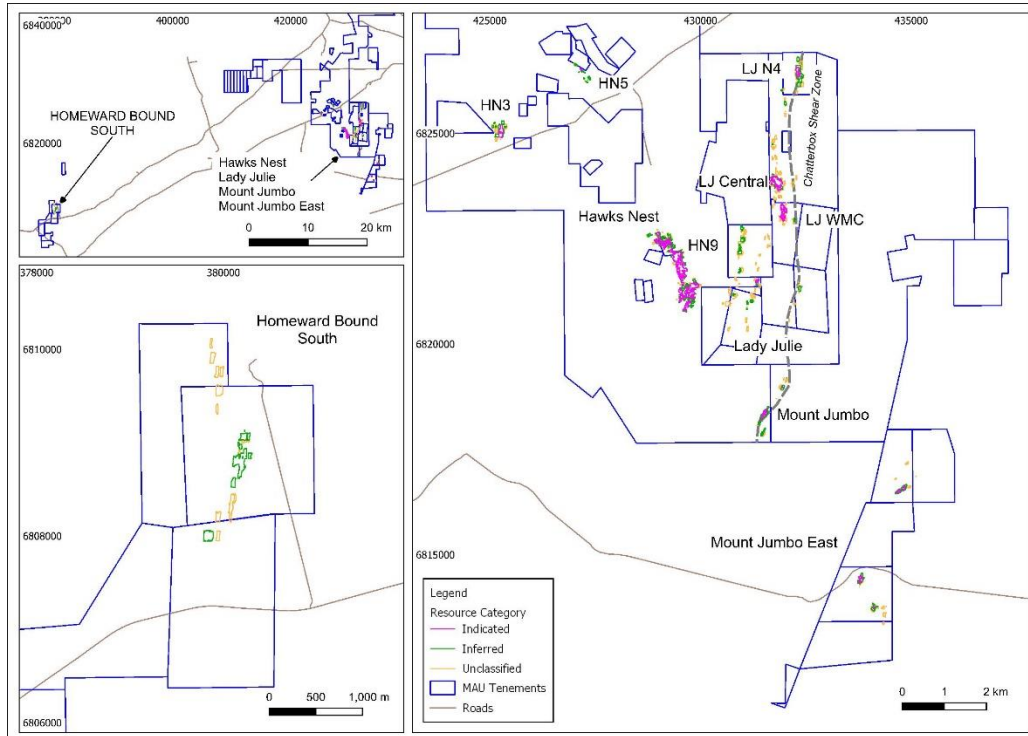 6840000
400000
420000
HOMEWARD BOUND
SOUTH
6820000
Hawks Nest
Lady Julie
Mount Jumbo
Mount Jumbo East
0 10 20 km
378000
380000
6810000
Homeward Bound
South
6808000
0 500 1,000 m
6806000
425000
430000
435000
LJ N4
HN5
Chatterbox Shear Zone
HN3
6825000
LJ Central
Hawks Nest
LJ WMC
HN9
6820000
Lady Julie
Mount Jumbo
Mount Jumbo East
6815000
Legend
Resource Category
Indicated
Inferred
Unclassified
MAU Tenements
Roads
0 1 2 km